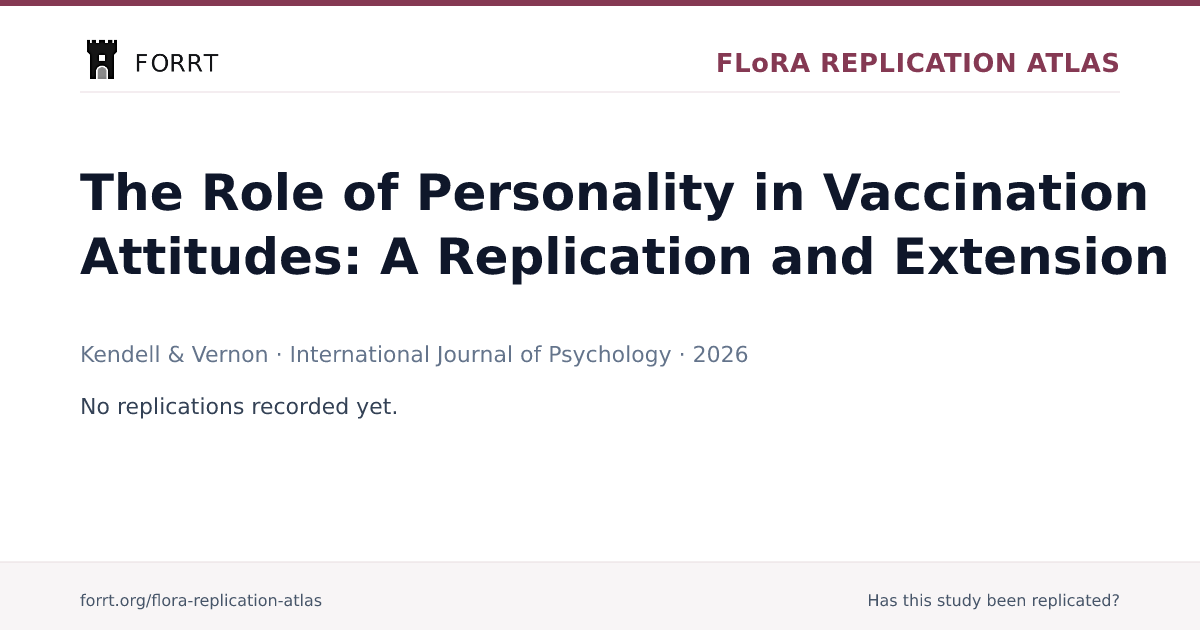 FORRT
FLoRA REPLICATION ATLAS
The Role of Personality in Vaccination
Attitudes: A Replication and Extension
Kendell & Vernon · International Journal of Psychology · 2026
No replications recorded yet.
forrt.org/flora-replication-atlas
Has this study been replicated?